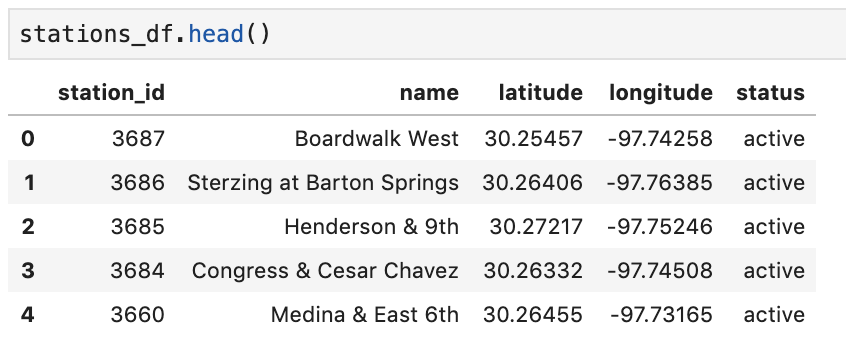 stations_df.head()
station_id name latitude longitude status
0 3687 Boardwalk West 30.25457 -97.74258 active
1 3686 Sterzing at Barton Springs 30.26406 -97.76385 active
2 3685 Henderson & 9th 30.27217 -97.75246 active
3 3684 Congress & Cesar Chavez 30.26332 -97.74508 active
4 3660 Medina & East 6th 30.26455 -97.73165 active